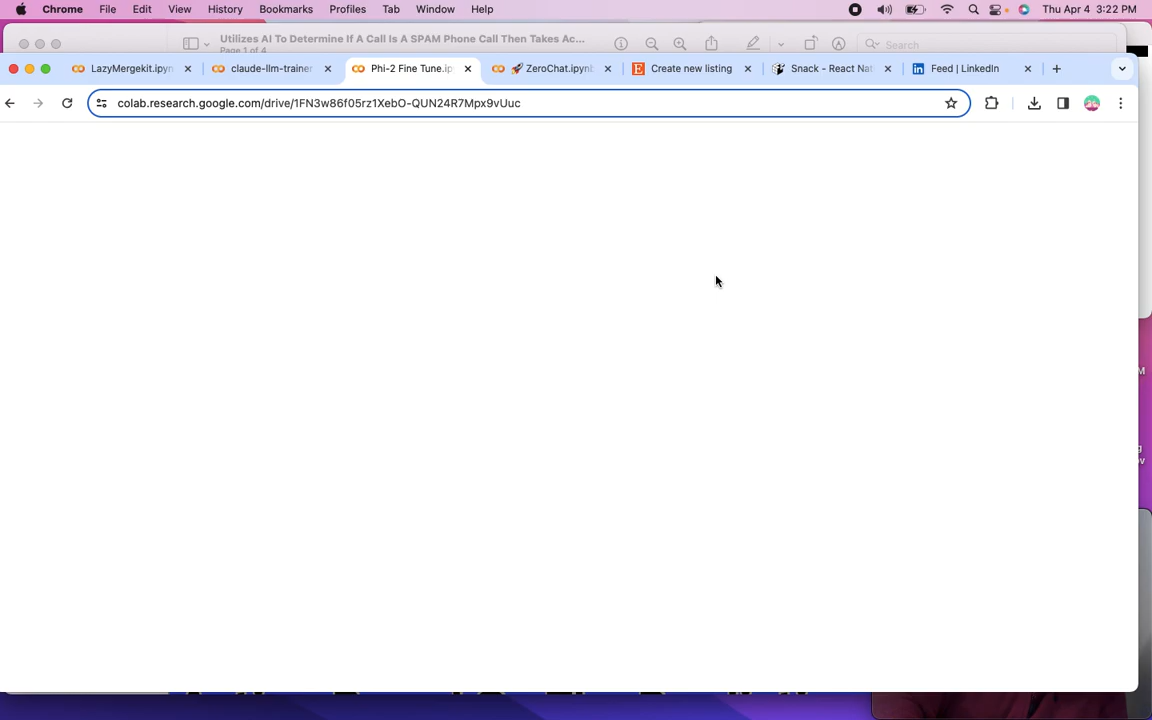 Chrome File Edit View History Bookmarks Profiles Tab Window Help Thu Apr 4 3:22 PM
Utilizes AI To Determine If A Call Is A SPAM Phone Call Then Takes Ac...
Page 1 of 4
Search
LazyMergekit.ipyn claude-llm-trainer Phi-2 Fine Tune.ip 🚀 ZeroChat.ipynb Create new listing Snack - React Nat Feed | LinkedIn
colab.research.google.com/drive/1FN3w86f05rz1XebO-QUN24R7Mpx9vUuc